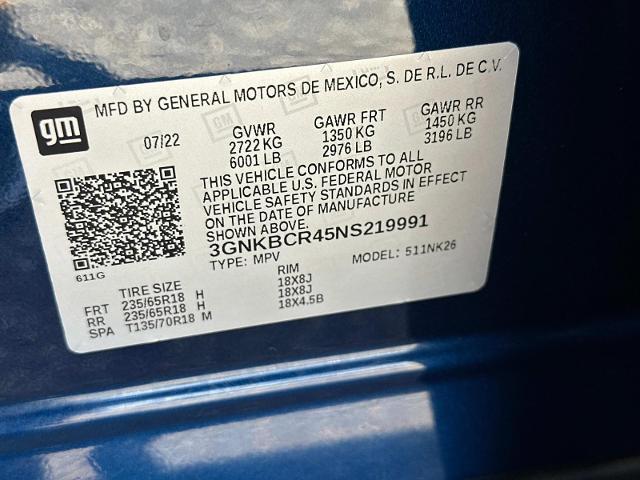 MFD BY GENERAL MOTORS DE MEXICO, S. DE R.L. DE C.V.
gm
07/22 GVWR GAWR FRT GAWR RR
2722 KG 1350 KG 1450 KG
6001 LB 2976 LB 3196 LB
THIS VEHICLE CONFORMS TO ALL
APPLICABLE U.S. FEDERAL MOTOR
VEHICLE SAFETY STANDARDS IN EFFECT
ON THE DATE OF MANUFACTURE
SHOWN ABOVE.
3GNKBCR45NS219991
TYPE: MPV MODEL: 511NK26
611G
TIRE SIZE RIM
FRT 235/65R18 H 18X8J
RR 235/65R18 H 18X8J
SPA T135/70R18 M 18X4.5B